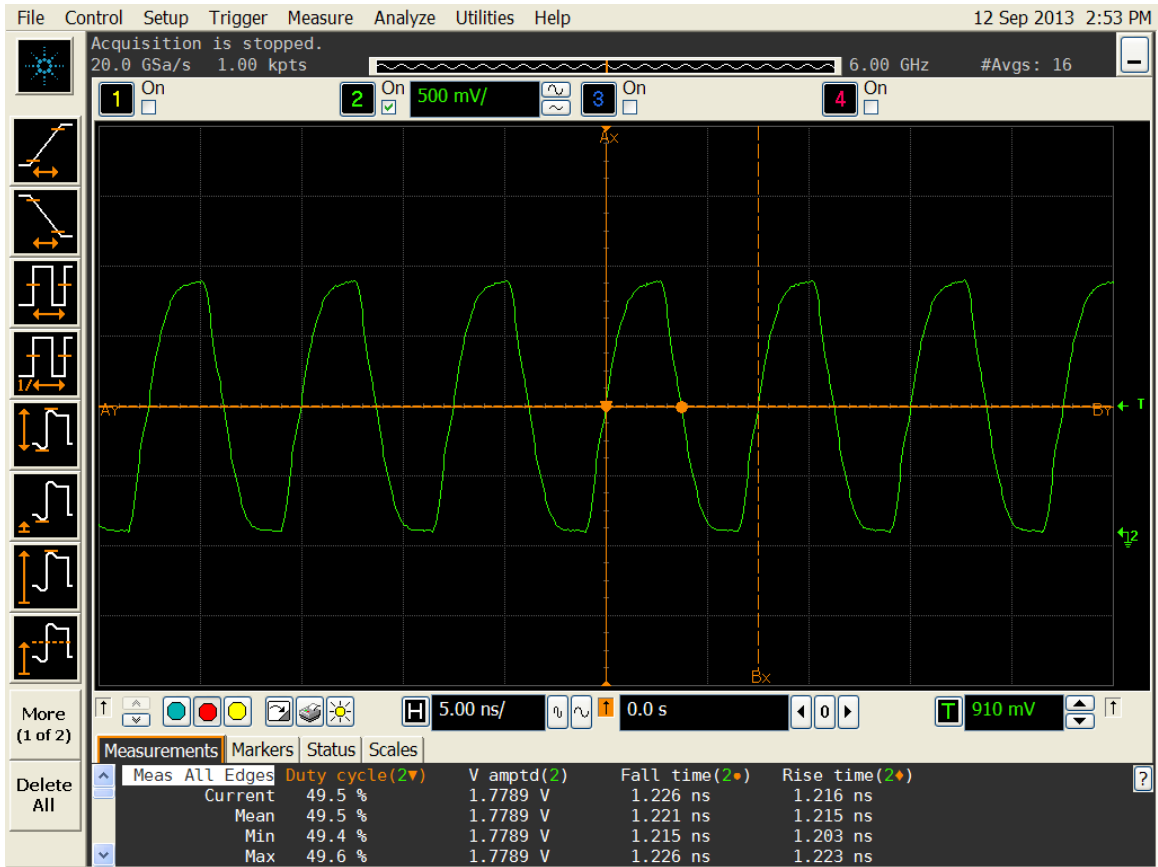 File Control Setup Trigger Measure Analyze Utilities Help 12 Sep 2013 2:53 PM
Acquisition is stopped.
20.0 GSa/s 1.00 kpts 6.00 GHz #Avgs: 16
1 On 2 On 500 mV/ 3 On 4 On
Ax
AY BY T
2
1/
Bx
More
(1 of 2)
Delete
All
H 5.00 ns/ 0.0 s 0 T 910 mV
Measurements Markers Status Scales
Meas All Edges Duty cycle(2▼) V amptd(2) Fall time(2●) Rise time(2♦) ?
Current 49.5 % 1.7789 V 1.226 ns 1.216 ns
Mean 49.5 % 1.7789 V 1.221 ns 1.215 ns
Min 49.4 % 1.7789 V 1.215 ns 1.203 ns
Max 49.6 % 1.7789 V 1.226 ns 1.223 ns